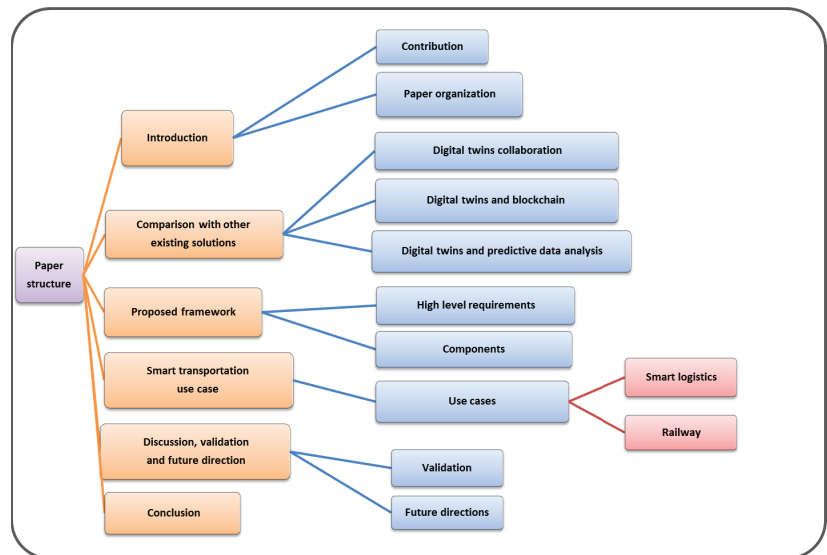 Paper
structure
Introduction
Contribution
Paper organization
Comparison with other
existing solutions
Digital twins collaboration
Digital twins and blockchain
Digital twins and predictive data analysis
Proposed framework
High level requirements
Components
Smart transportation
use case
Use cases
Smart logistics
Railway
Discussion, validation
and future direction
Validation
Future directions
Conclusion